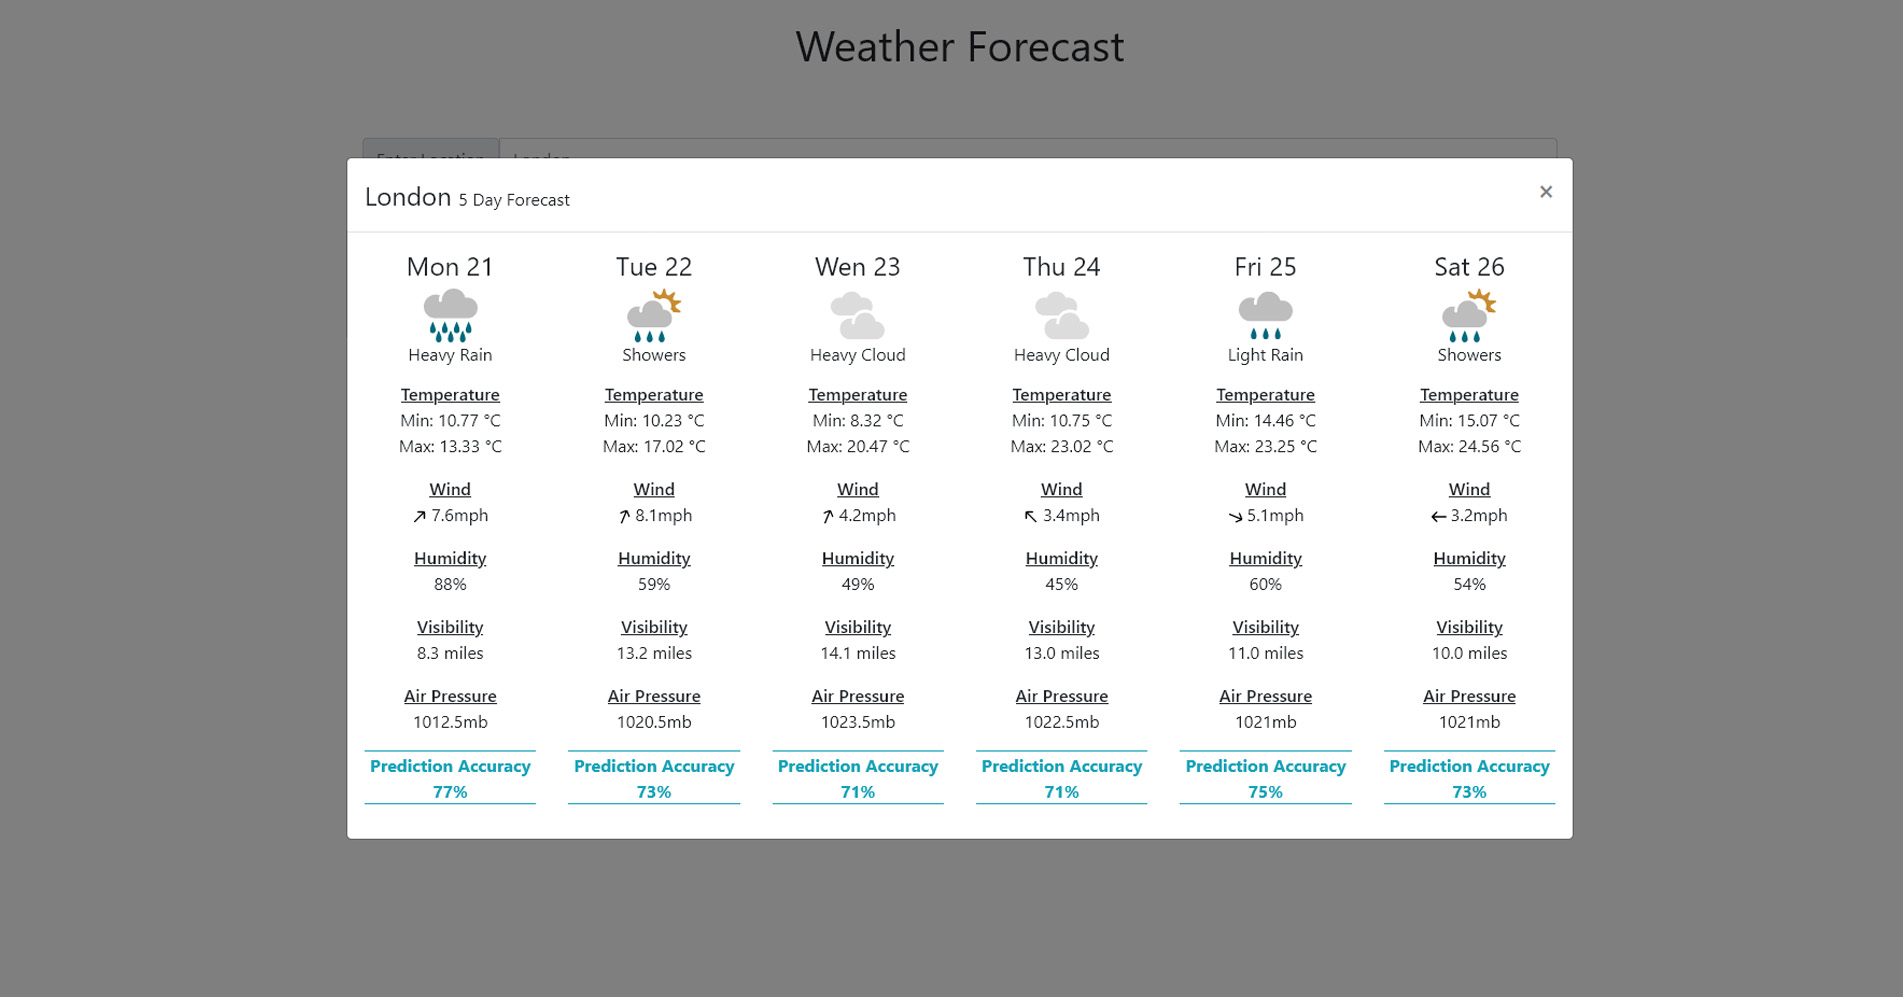 Weather Forecast
Enter Location London
London 5 Day Forecast ×
Mon 21
Heavy Rain
Temperature
Min: 10.77 °C
Max: 13.33 °C
Wind
7.6mph
Humidity
88%
Visibility
8.3 miles
Air Pressure
1012.5mb
Prediction Accuracy
77%
Tue 22
Showers
Temperature
Min: 10.23 °C
Max: 17.02 °C
Wind
8.1mph
Humidity
59%
Visibility
13.2 miles
Air Pressure
1020.5mb
Prediction Accuracy
73%
Wen 23
Heavy Cloud
Temperature
Min: 8.32 °C
Max: 20.47 °C
Wind
4.2mph
Humidity
49%
Visibility
14.1 miles
Air Pressure
1023.5mb
Prediction Accuracy
71%
Thu 24
Heavy Cloud
Temperature
Min: 10.75 °C
Max: 23.02 °C
Wind
3.4mph
Humidity
45%
Visibility
13.0 miles
Air Pressure
1022.5mb
Prediction Accuracy
71%
Fri 25
Light Rain
Temperature
Min: 14.46 °C
Max: 23.25 °C
Wind
5.1mph
Humidity
60%
Visibility
11.0 miles
Air Pressure
1021mb
Prediction Accuracy
75%
Sat 26
Showers
Temperature
Min: 15.07 °C
Max: 24.56 °C
Wind
3.2mph
Humidity
54%
Visibility
10.0 miles
Air Pressure
1021mb
Prediction Accuracy
73%